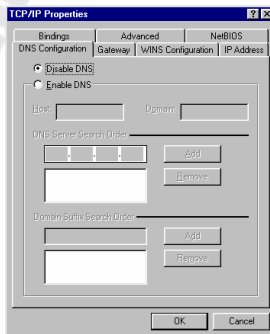 TCP/IP Properties
Bindings Advanced NetBIOS
DNS Configuration Gateway WINS Configuration IP Address
Disable DNS
Enable DNS
Host: Domain:
DNS Server Search Order
Add
Remove
Domain Suffix Search Order
Add
Remove
OK Cancel